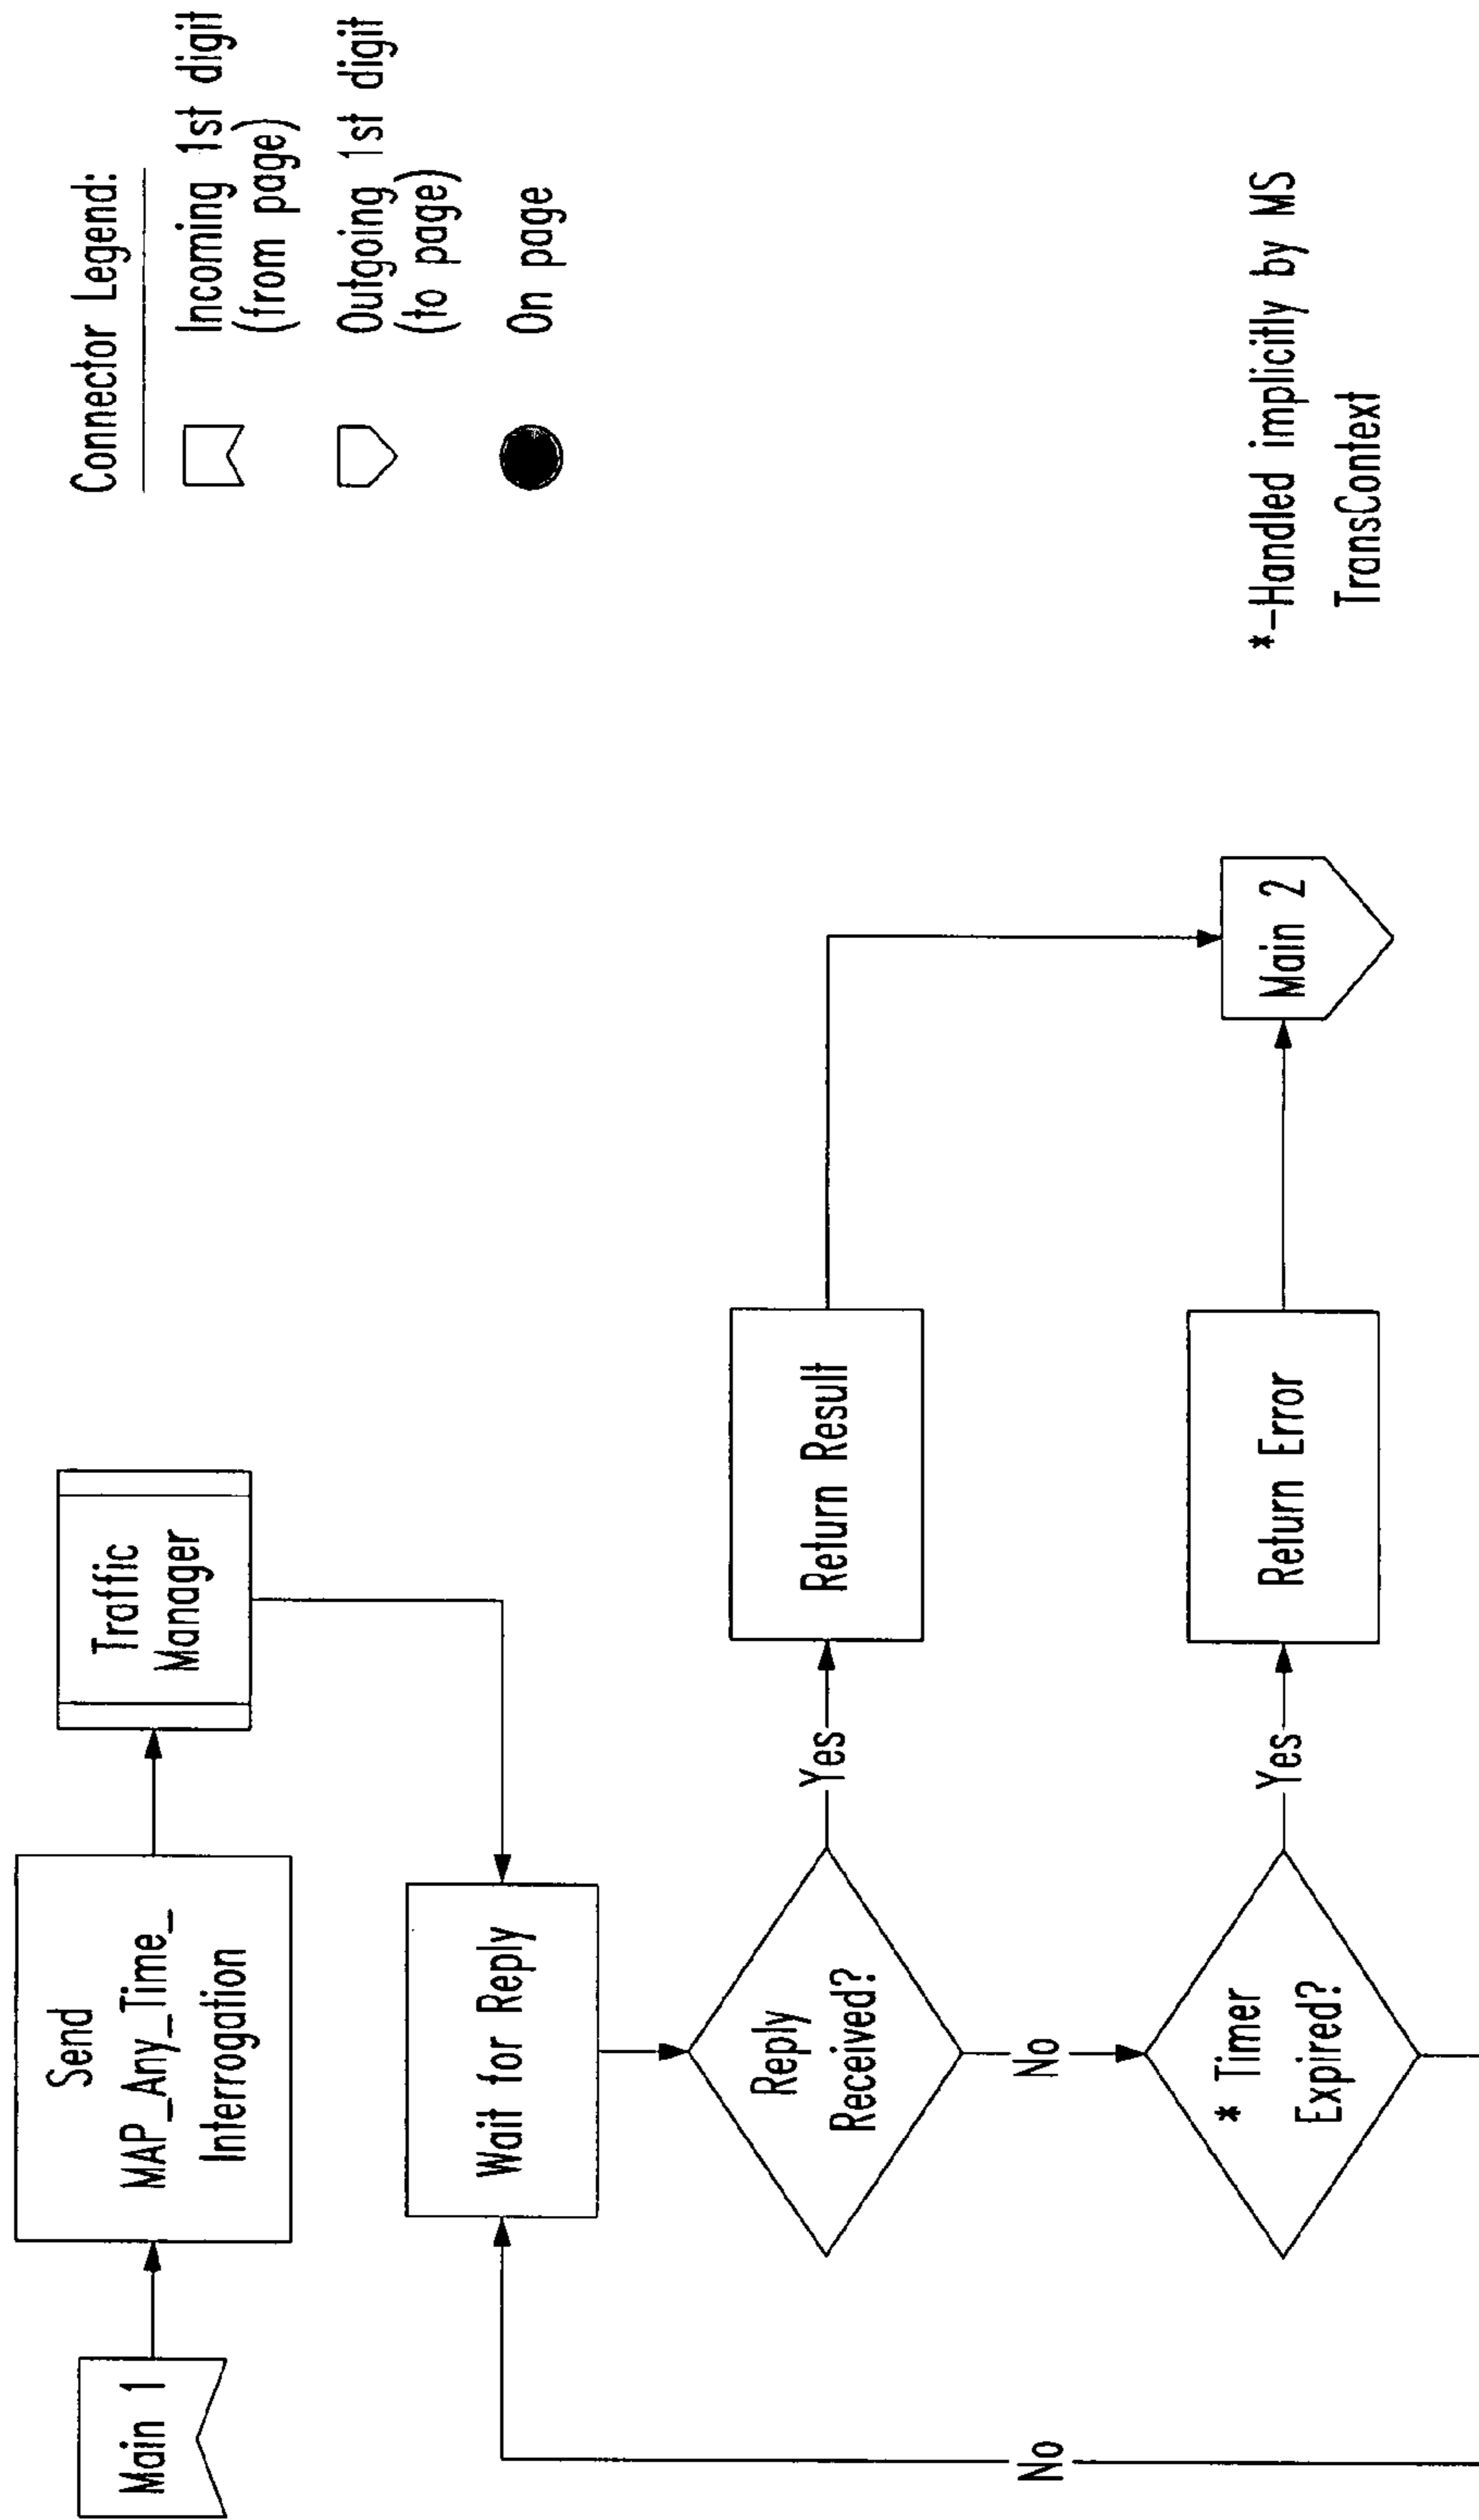 Main 1
Send
MAP_Any_Time_
Interrogation
Traffic
Manager
Connector Legend:
Incoming 1st digit
(from page)
Outgoing 1st digit
(to page)
On page
Wait for Reply
Reply
Received?
Yes
Return Result
No
No
* Timer
Expired?
Yes
Return Error
Main 2
*-Handled implicitly by MS
TransContext